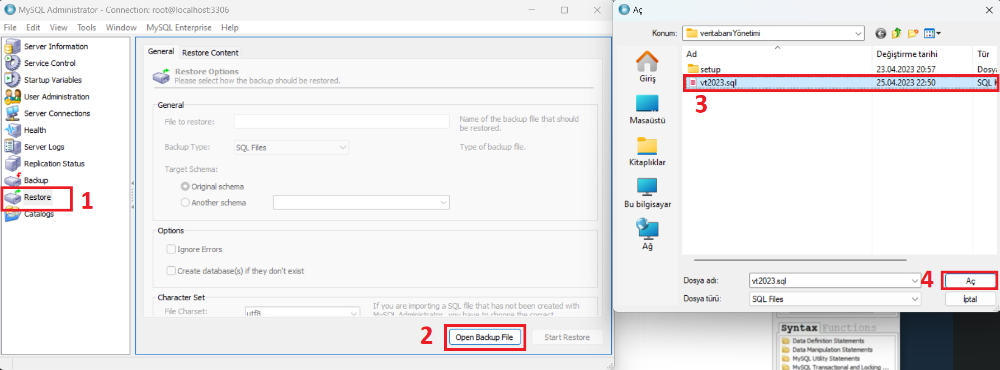 MySQL Administrator - Connection: root@localhost:3306
File Edit View Tools Window MySQL Enterprise Help
Server Information
Service Control
Startup Variables
User Administration
Server Connections
Health
Server Logs
Replication Status
Backup
Restore
1
Catalogs
General
Restore Content
Restore Options
Please select how the backup should be restored.
General
File to restore:
Name of the backup file that should
be restored.
Backup Type:
SQL Files
Type of backup file.
Target Schema:
Original schema
Another schema
Options
Ignore Errors
Create database(s) if they don't exist
Character Set
File Charset:
utf8
If you are importing a SQL file that has not been created with
MySQL Administrator, you have to choose the correct
2
Open Backup File
Start Restore
Aç
Konum:
veritabanıYönetimi
Giriş
Masaüstü
Kitaplıklar
Bu bilgisayar
Ağ
Ad Değiştirme tarihi Tür
setup 23.04.2023 20:57 Dosya
vt2023.sql 25.04.2023 22:50 SQL K
3
Dosya adı:
vt2023.sql
4
Aç
Dosya türü:
SQL Files
İptal
Syntax Functions
Data Definition Statements
Data Manipulation Statements
MySQL Utility Statements
MySQL Transactional and Locking ...